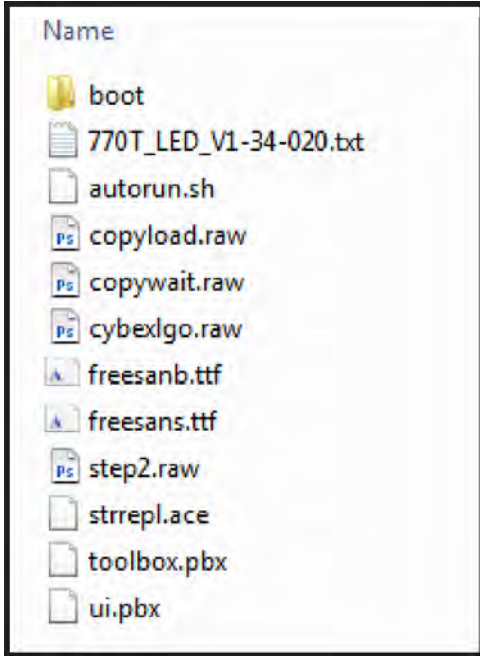 Name
boot
770T_LED_V1-34-020.txt
autorun.sh
copyload.raw
copywait.raw
cybexlgo.raw
freesanb.ttf
freesans.ttf
step2.raw
strrepl.ace
toolbox.pbx
ui.pbx